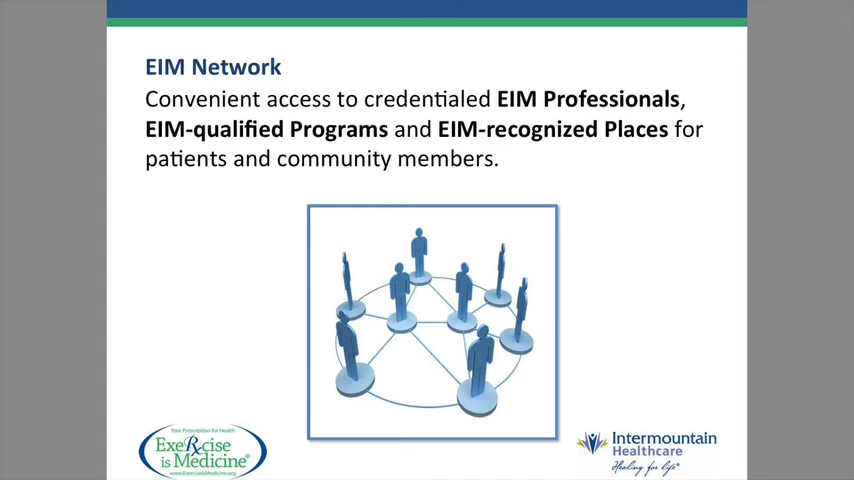 EIM Network
Convenient access to credentialed EIM Professionals,
EIM-qualified Programs and EIM-recognized Places for
patients and community members.
Your Prescription for Health
ExeRxcise
is Medicine®
www.ExerciseisMedicine.org
Intermountain
Healthcare
Healing for life®